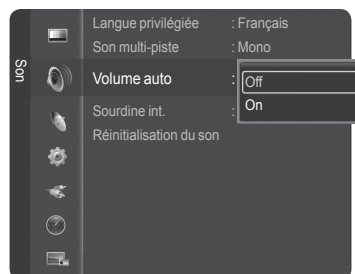 Son
Langue privilégiée : Français
Son multi-piste : Mono
Volume auto : Off
On
Sourdine int. :
Réinitialisation du son